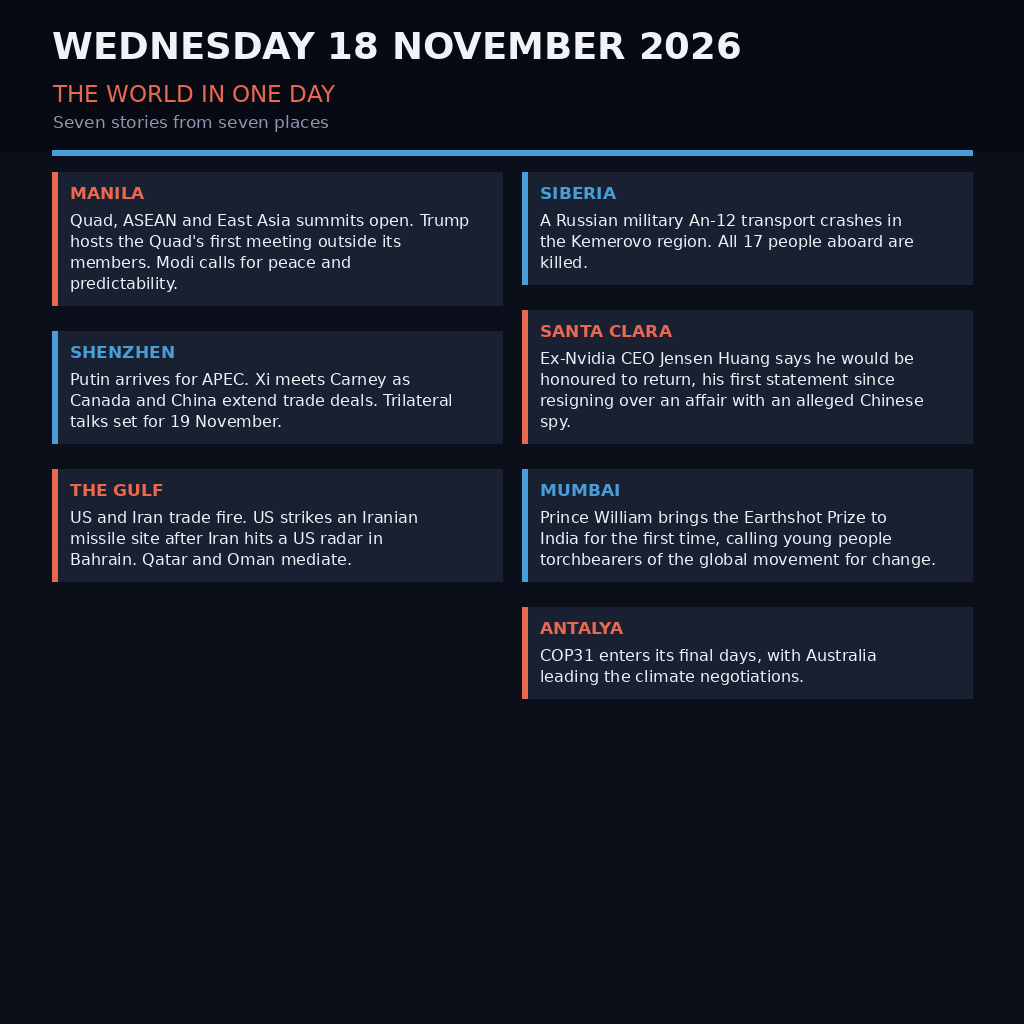 WEDNESDAY 18 NOVEMBER 2026
THE WORLD IN ONE DAY
Seven stories from seven places
MANILA
Quad, ASEAN and East Asia summits open. Trump
hosts the Quad's first meeting outside its
members. Modi calls for peace and
predictability.
SHENZHEN
Putin arrives for APEC. Xi meets Carney as
Canada and China extend trade deals. Trilateral
talks set for 19 November.
THE GULF
US and Iran trade fire. US strikes an Iranian
missile site after Iran hits a US radar in
Bahrain. Qatar and Oman mediate.
SIBERIA
A Russian military An-12 transport crashes in
the Kemerovo region. All 17 people aboard are
killed.
SANTA CLARA
Ex-Nvidia CEO Jensen Huang says he would be
honoured to return, his first statement since
resigning over an affair with an alleged Chinese
spy.
MUMBAI
Prince William brings the Earthshot Prize to
India for the first time, calling young people
torchbearers of the global movement for change.
ANTALYA
COP31 enters its final days, with Australia
leading the climate negotiations.